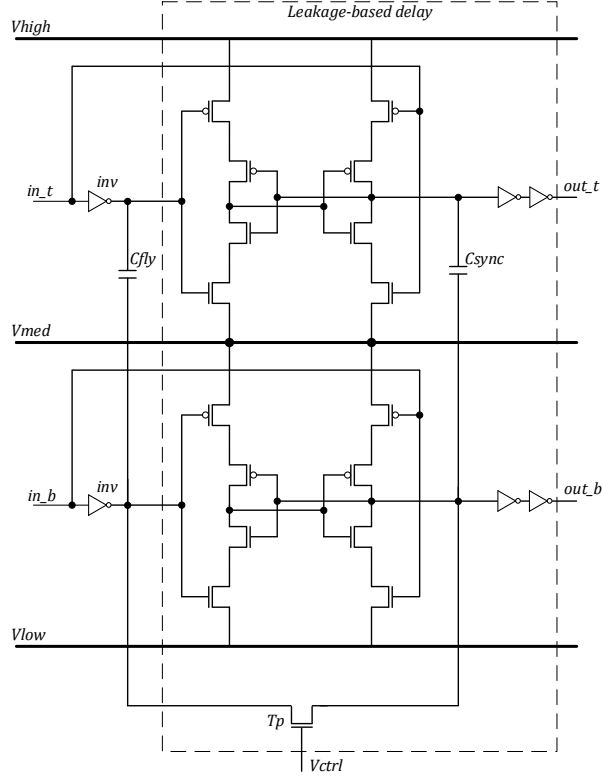 Leakage-based delay
Vhigh
in_t
inv
out_t
Cfly
Csync
Vmed
in_b
inv
out_b
Vlow
Tp
Vctrl